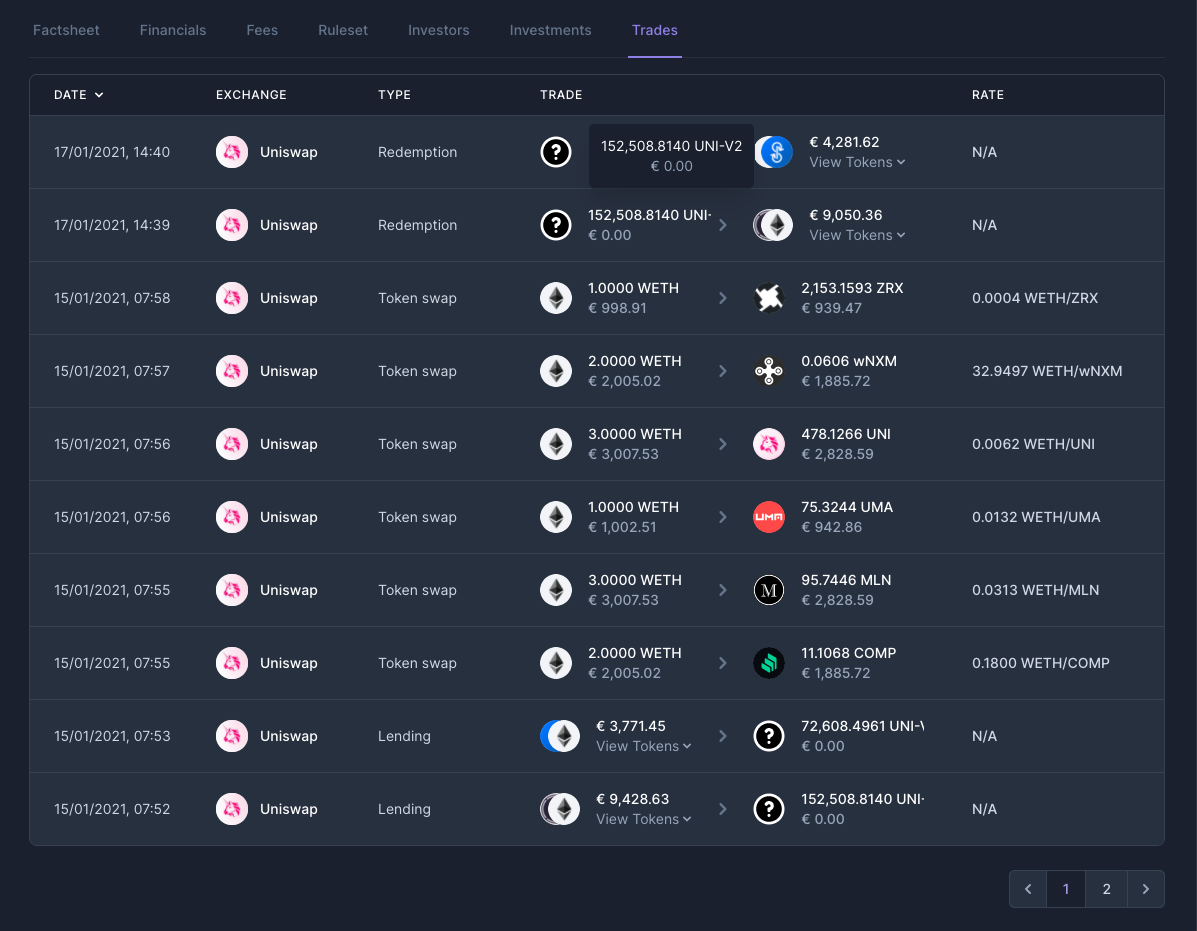 Factsheet Financials Fees Ruleset Investors Investments Trades
DATE EXCHANGE TYPE TRADE RATE
17/01/2021, 14:40 Uniswap Redemption 152,508.8140 UNI-V2 € 4,281.62 N/A
€ 0.00 View Tokens
17/01/2021, 14:39 Uniswap Redemption 152,508.8140 UNI- € 9,050.36 N/A
€ 0.00 View Tokens
15/01/2021, 07:58 Uniswap Token swap 1.0000 WETH 2,153.1593 ZRX 0.0004 WETH/ZRX
€ 998.91 € 939.47
15/01/2021, 07:57 Uniswap Token swap 2.0000 WETH 0.0606 wNXM 32.9497 WETH/wNXM
€ 2,005.02 € 1,885.72
15/01/2021, 07:56 Uniswap Token swap 3.0000 WETH 478.1266 UNI 0.0062 WETH/UNI
€ 3,007.53 € 2,828.59
15/01/2021, 07:56 Uniswap Token swap 1.0000 WETH UMA 75.3244 UMA 0.0132 WETH/UMA
€ 1,002.51 € 942.86
15/01/2021, 07:55 Uniswap Token swap 3.0000 WETH M 95.7446 MLN 0.0313 WETH/MLN
€ 3,007.53 € 2,828.59
15/01/2021, 07:55 Uniswap Token swap 2.0000 WETH 11.1068 COMP 0.1800 WETH/COMP
€ 2,005.02 € 1,885.72
15/01/2021, 07:53 Uniswap Lending € 3,771.45 ? 72,608.4961 UNI-V N/A
View Tokens € 0.00
15/01/2021, 07:52 Uniswap Lending € 9,428.63 ? 152,508.8140 UNI- N/A
View Tokens € 0.00
1 2